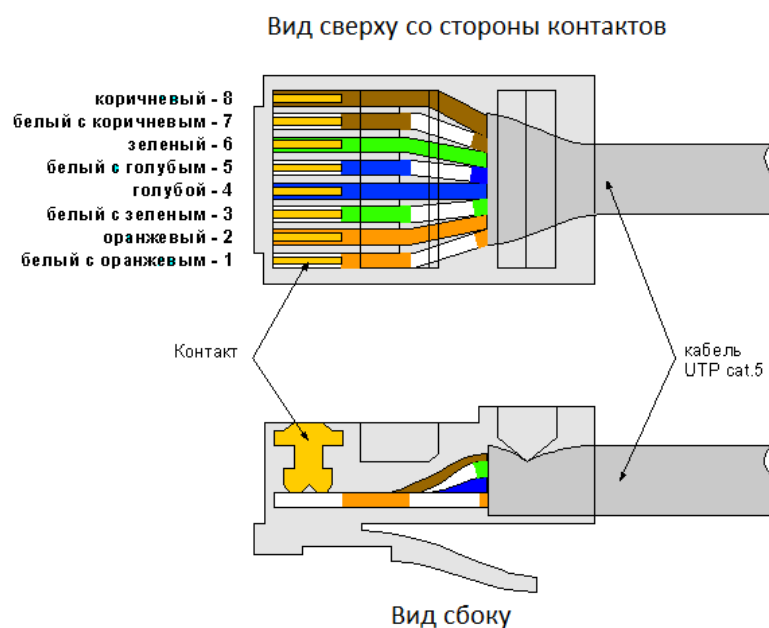 Вид сверху со стороны контактов
коричневый - 8
белый с коричневым - 7
зеленый - 6
белый с голубым - 5
голубой - 4
белый с зеленым - 3
оранжевый - 2
белый с оранжевым - 1
Контакт
кабель
UTP cat.5
Вид сбоку